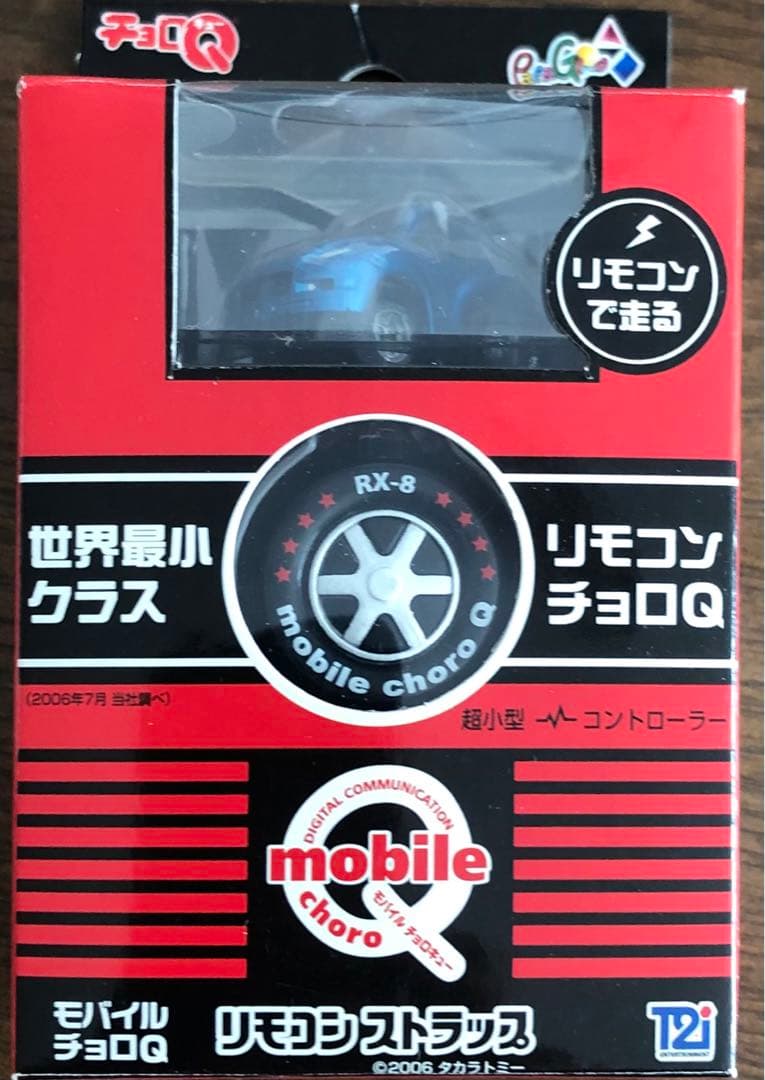 チョロQ
リモコン
で走る
RX-8
mobile choro Q
世界最小
クラス
リモコン
チョロQ
(2006年7月 当社調べ)
超小型 コントローラー
DIGITAL COMMUNICATION
mobile
choro
モバイルチョロキュー
モバイル
チョロQ
リモコンストラップ
T2i
ENTERTAINMENT
©2006 タカラトミー